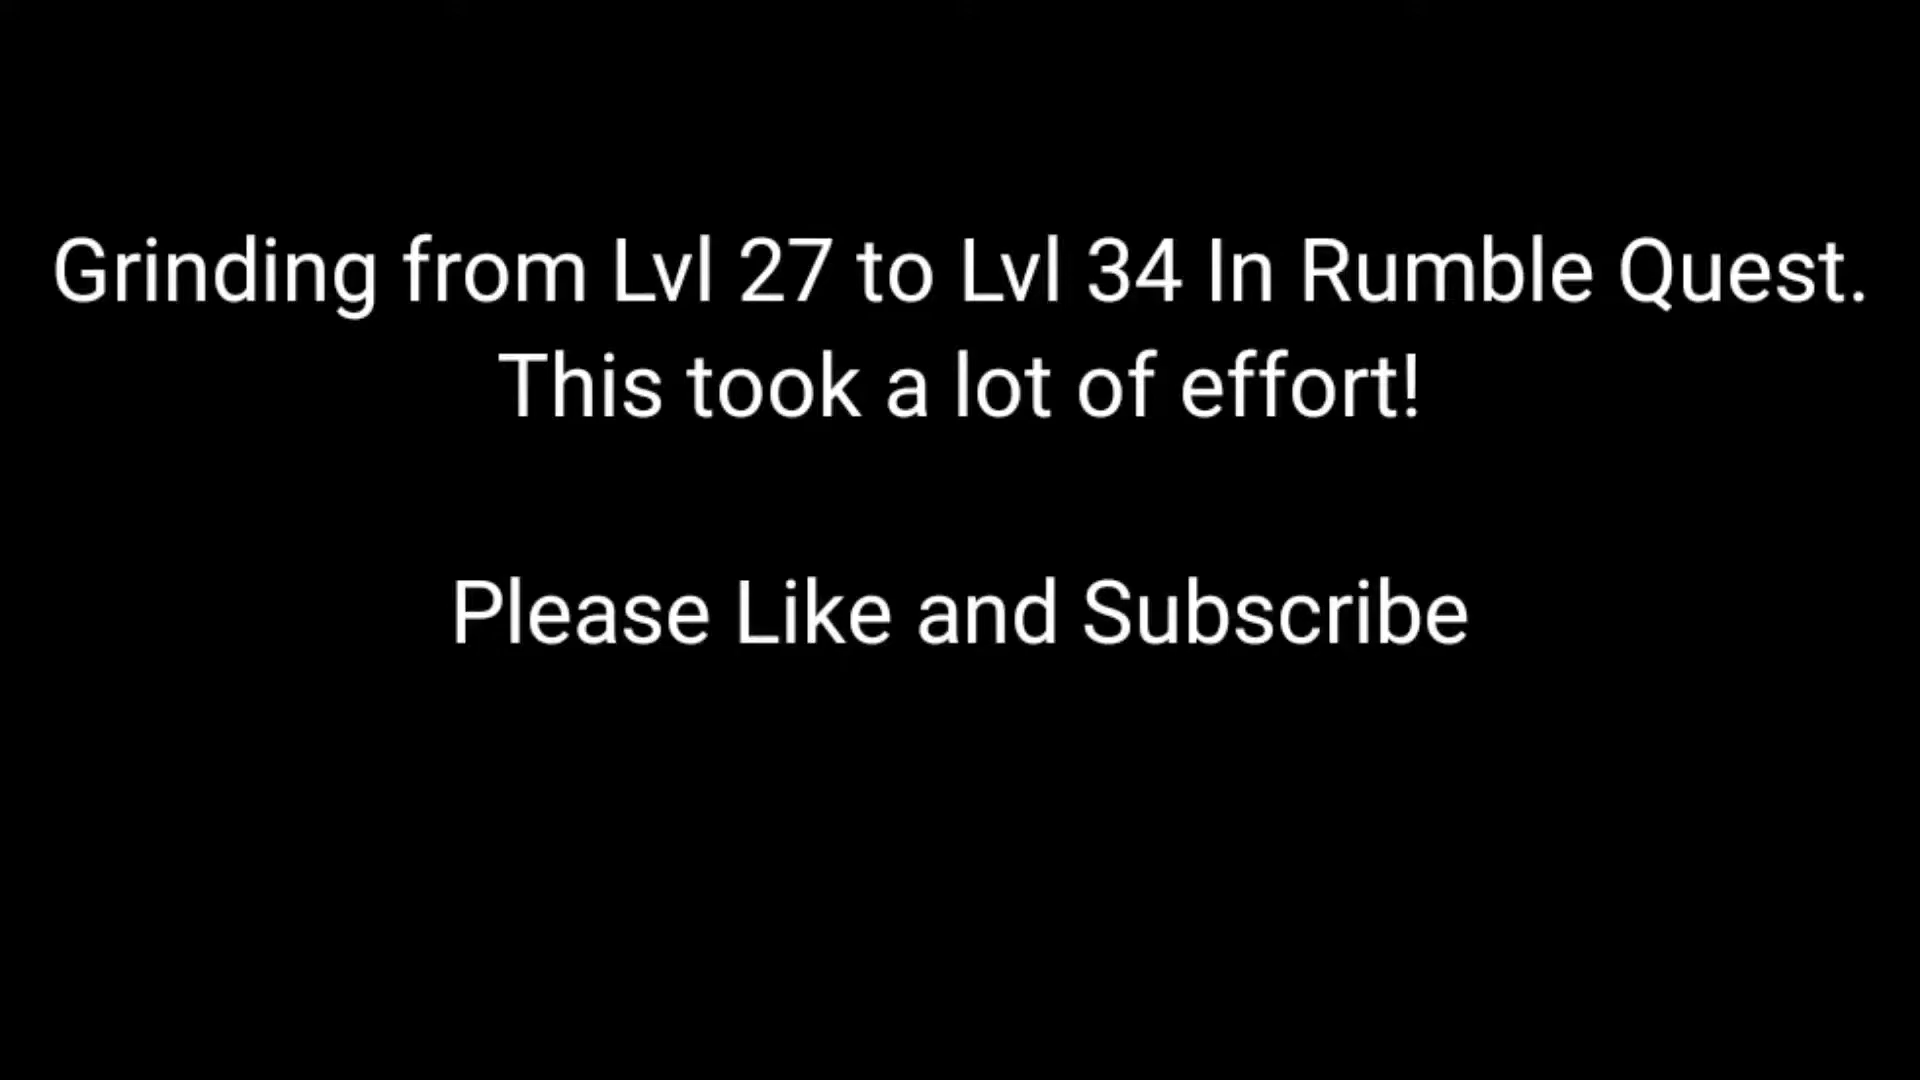 Grinding from Lvl 27 to Lvl 34 In Rumble Quest.
This took a lot of effort!
Please Like and Subscribe